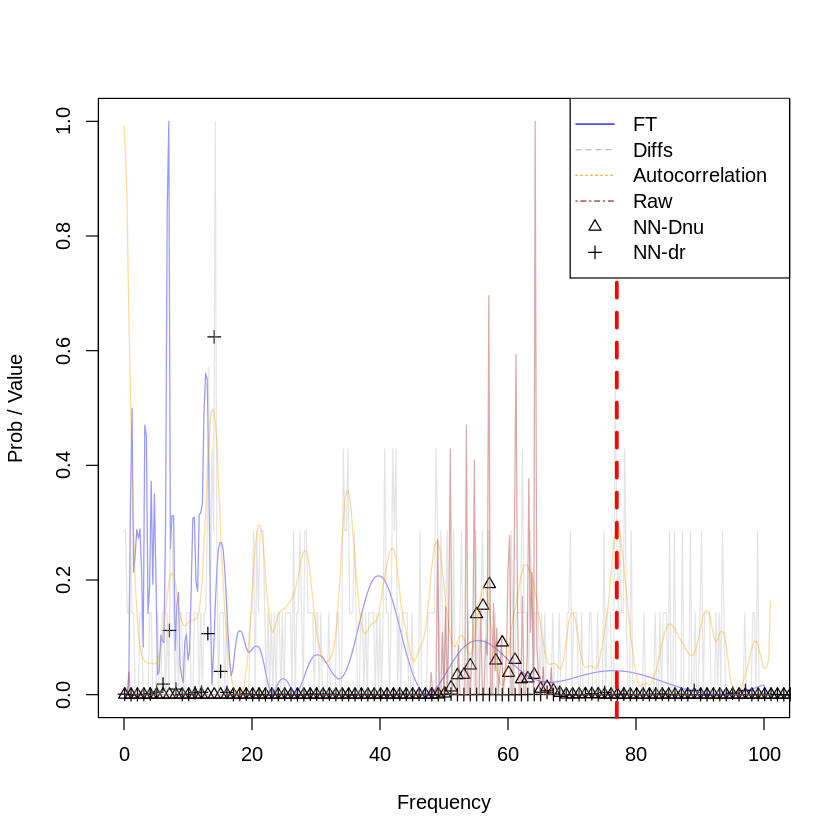 FT
Diffs
Autocorrelation
Raw
NN-Dnu
NN-dr
Prob / Value
1.0
0.8
0.6
0.4
0.2
0.0
0 20 40 60 80 100
Frequency